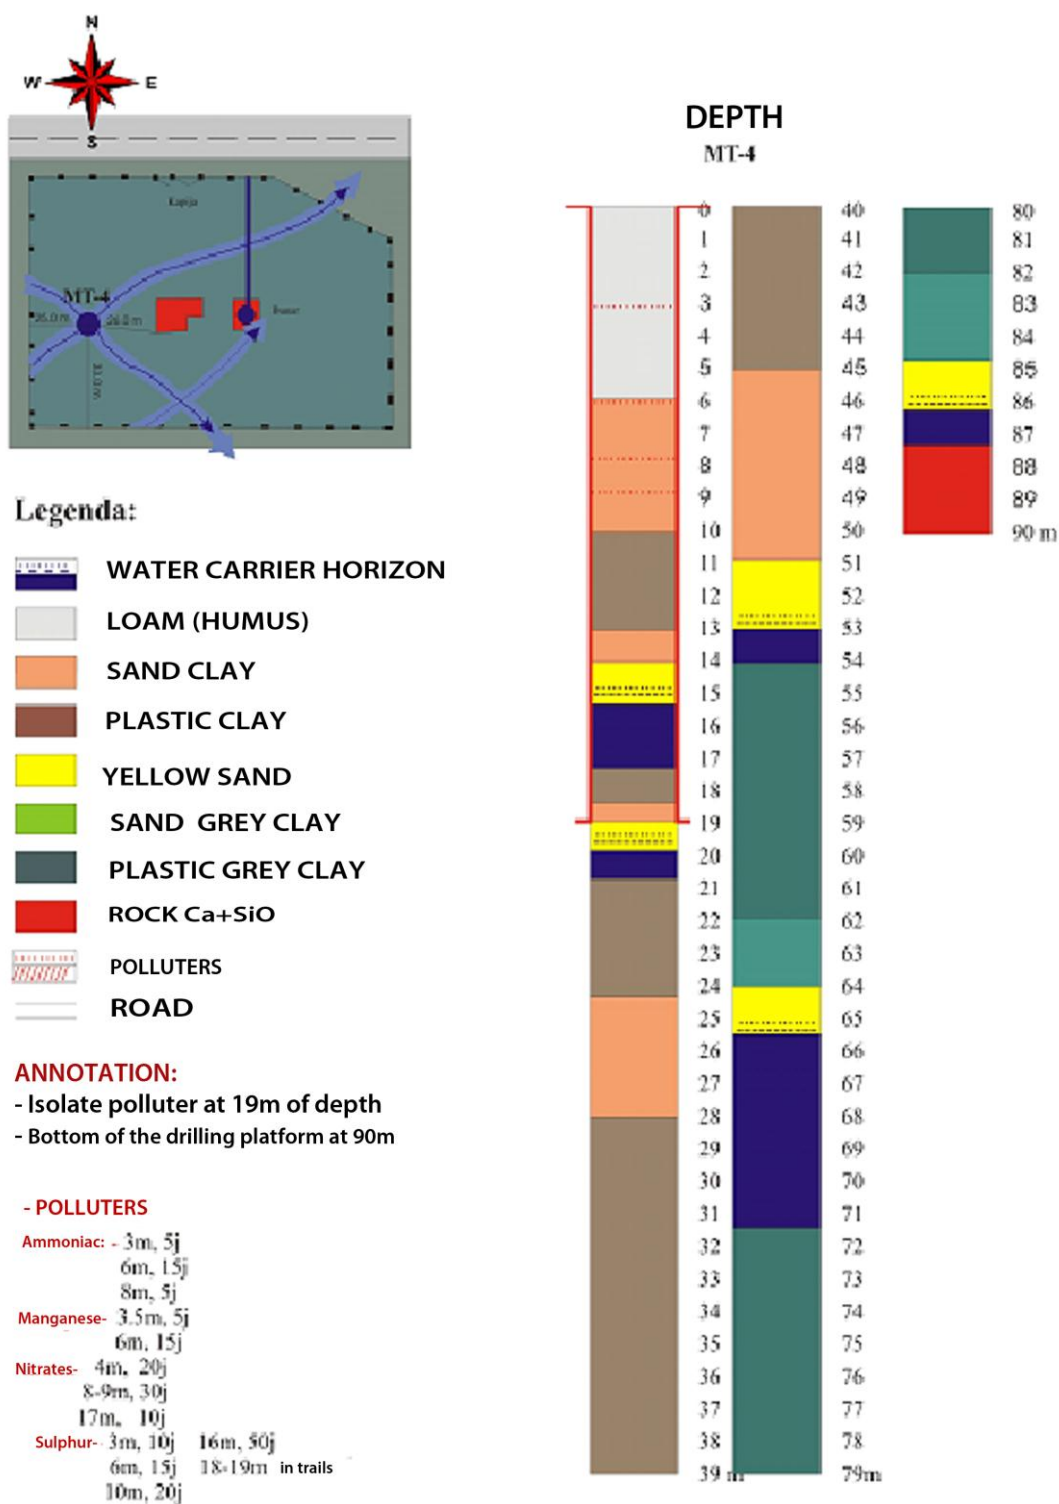 N
W E
S
Kapija
MT-4
26.0 m
DEPTH
MT-4
0
1
2
3
4
5
6
7
8
9
10
11
12
13
14
15
16
17
18
19
20
21
22
23
24
25
26
27
28
29
30
31
32
33
34
35
36
37
38
39 m
40
41
42
43
44
45
46
47
48
49
50
51
52
53
54
55
56
57
58
59
60
61
62
63
64
65
66
67
68
69
70
71
72
73
74
75
76
77
78
79m
80
81
82
83
84
85
86
87
88
89
90 m
Legenda:
WATER CARRIER HORIZON
LOAM (HUMUS)
SAND CLAY
PLASTIC CLAY
YELLOW SAND
SAND GREY CLAY
PLASTIC GREY CLAY
ROCK Ca+SiO
POLLUTERS
ROAD
ANNOTATION:
- Isolate polluter at 19m of depth
- Bottom of the drilling platform at 90m
- POLLUTERS
Ammoniac: - 3m, 5j
6m, 15j
8m, 5j
Manganese- 3.5m, 5j
6m, 15j
Nitrates- 4m, 20j
8-9m, 30j
17m, 10j
Sulphur- 3m, 10j 16m, 50j
6m, 15j 18-19m in trails
10m, 20j